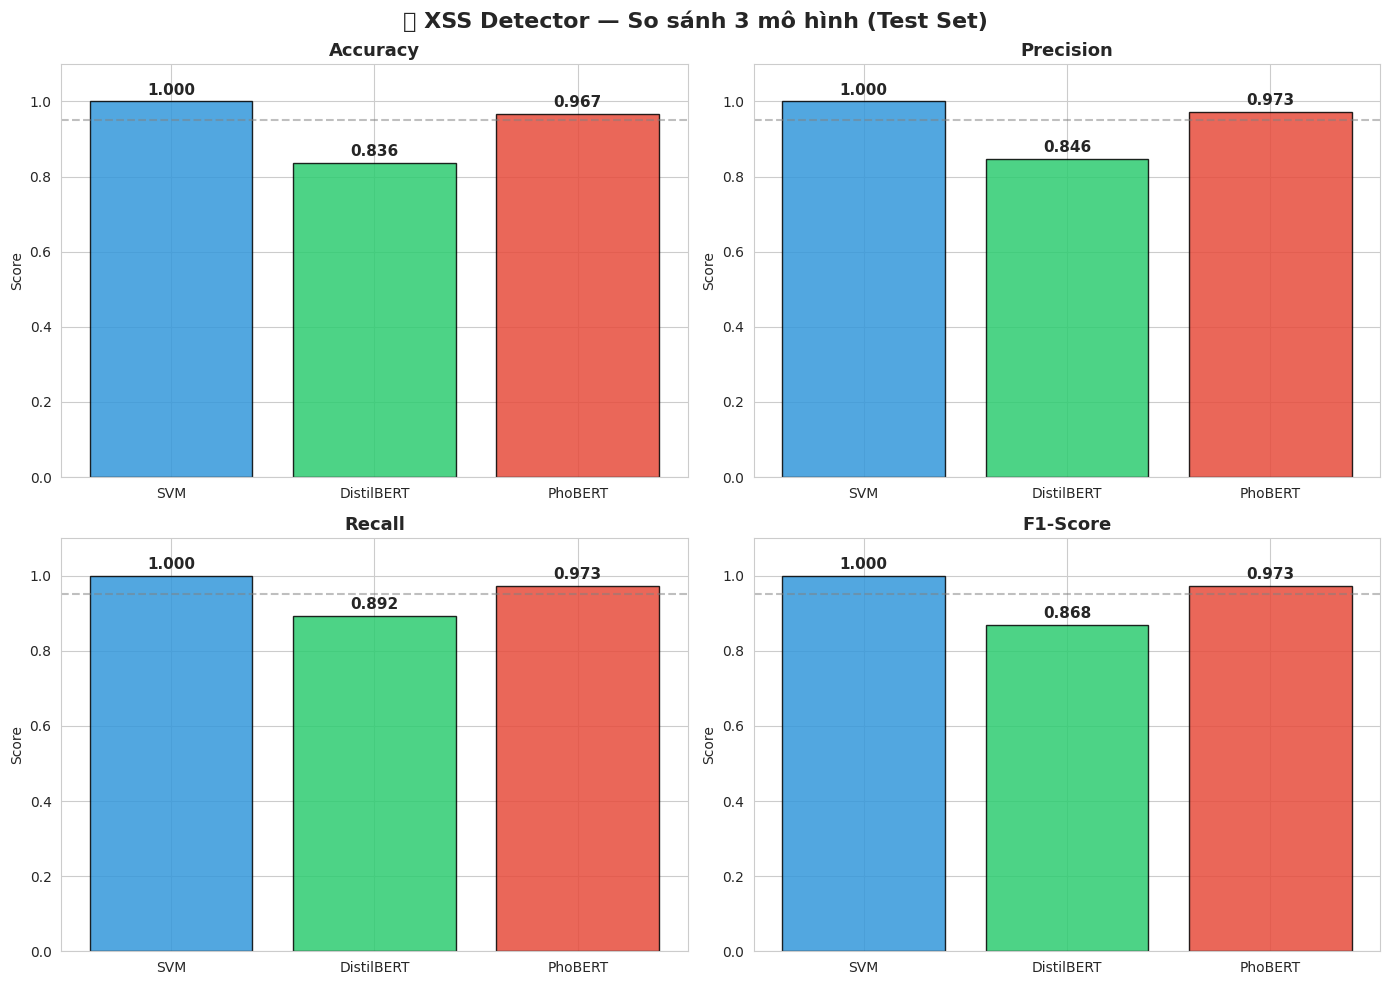 XSS Detector — So sánh 3 mô hình (Test Set)
Accuracy
Score
1.0
0.8
0.6
0.4
0.2
0.0
1.000
0.836
0.967
SVM
DistilBERT
PhoBERT
Precision
Score
1.0
0.8
0.6
0.4
0.2
0.0
1.000
0.846
0.973
SVM
DistilBERT
PhoBERT
Recall
Score
1.0
0.8
0.6
0.4
0.2
0.0
1.000
0.892
0.973
SVM
DistilBERT
PhoBERT
F1-Score
Score
1.0
0.8
0.6
0.4
0.2
0.0
1.000
0.868
0.973
SVM
DistilBERT
PhoBERT